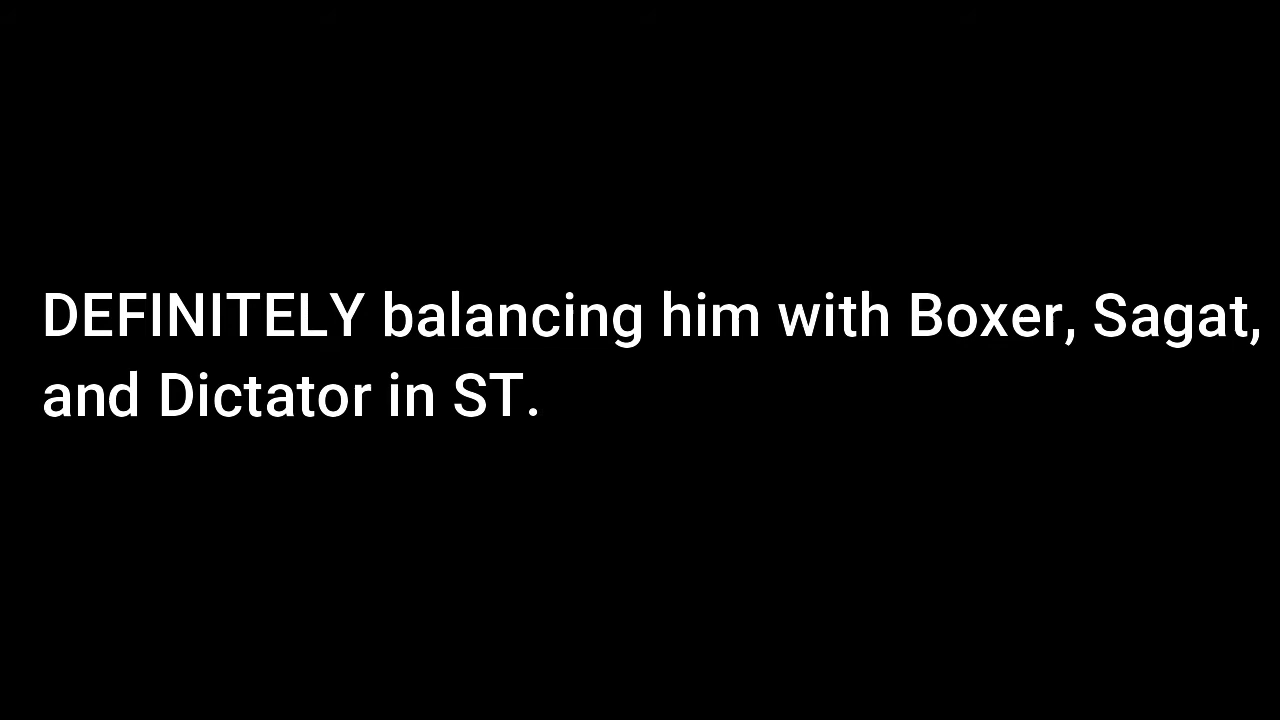 DEFINITELY balancing him with Boxer, Sagat,
and Dictator in ST.